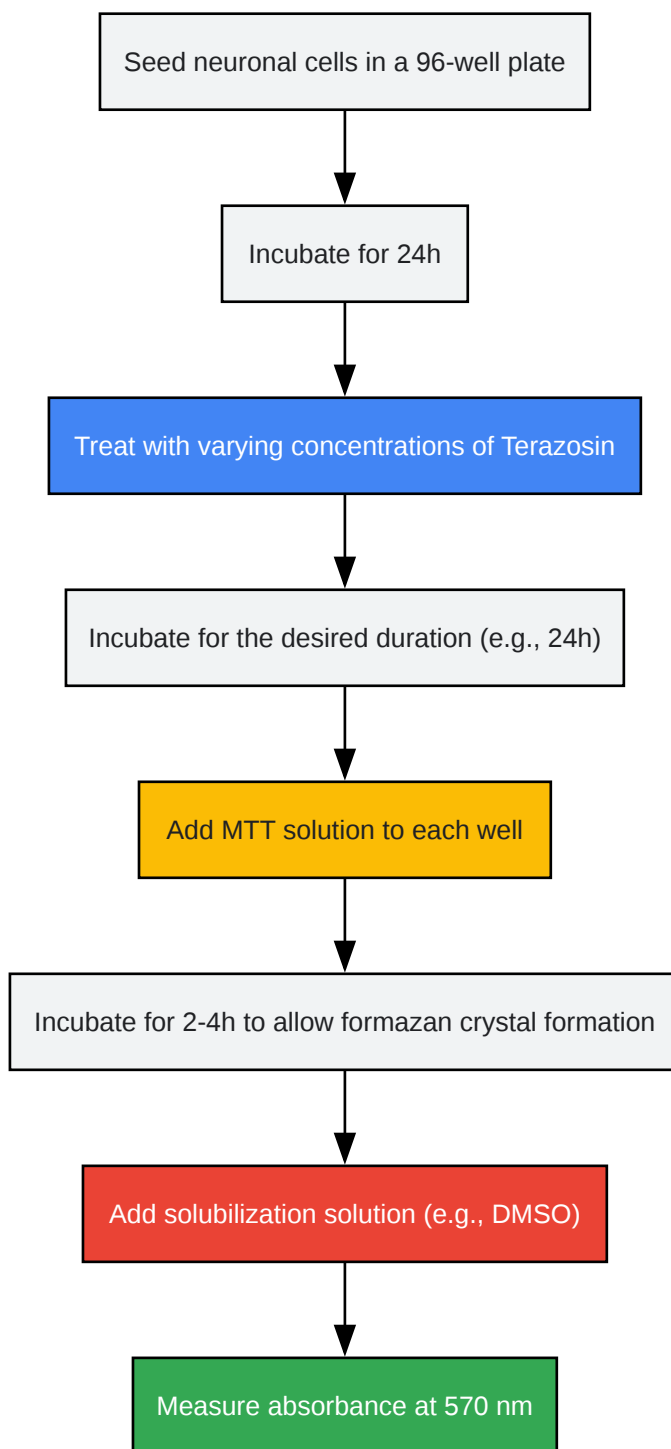 Seed neuronal cells in a 96-well plate
Incubate for 24h
Treat with varying concentrations of Terazosin
Incubate for the desired duration (e.g., 24h)
Add MTT solution to each well
Incubate for 2-4h to allow formazan crystal formation
Add solubilization solution (e.g., DMSO)
Measure absorbance at 570 nm